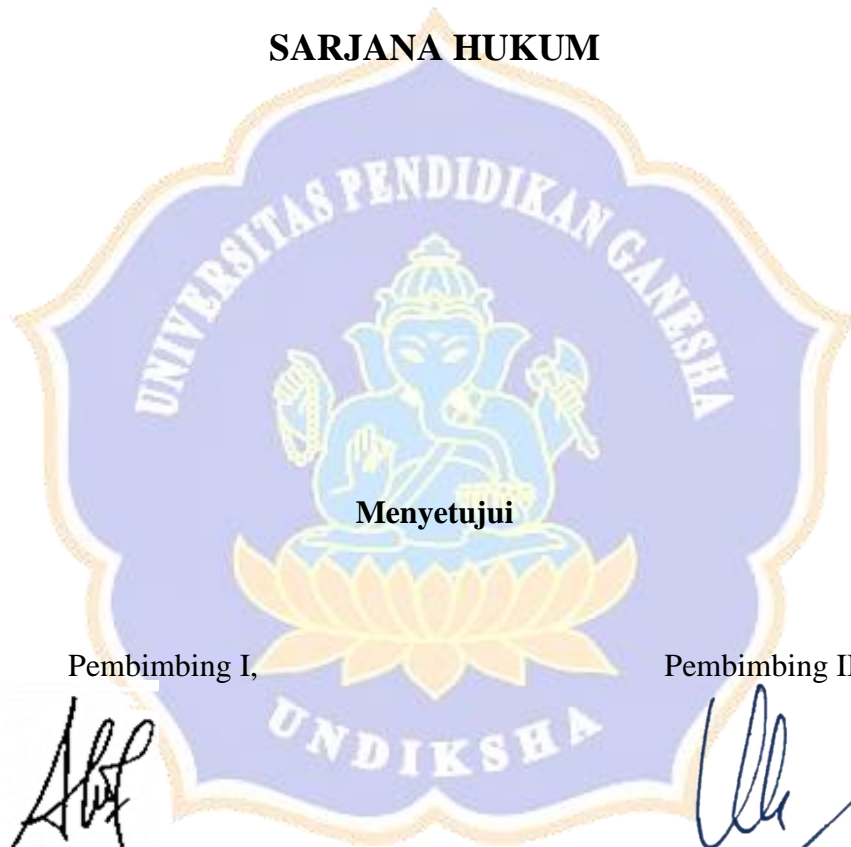 SARJANA HUKUM
UNIVERSITAS PENDIDIKAN GANESHA
Menyetujui
Pembimbing I, Pembimbing II
UNDIKSHA